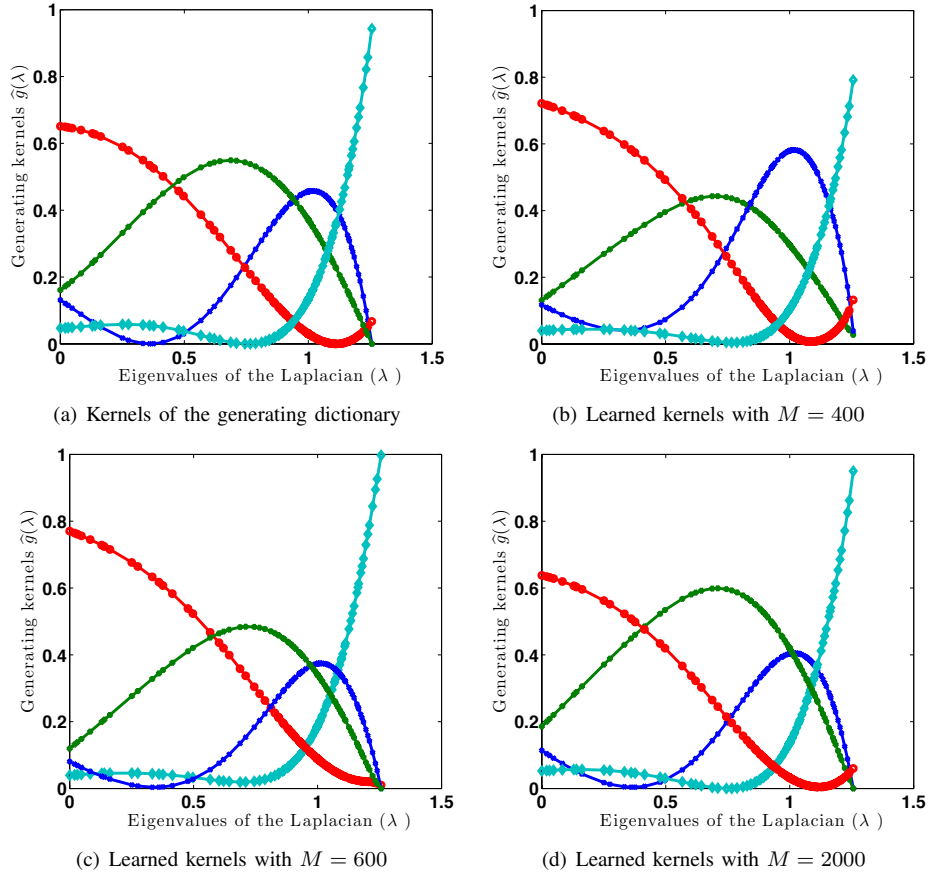 Generating kernels ĝ(λ)
1
0.8
0.6
0.4
0.2
0
0 0.5 1 1.5
Eigenvalues of the Laplacian (λ )
(a) Kernels of the generating dictionary
Generating kernels ĝ(λ)
1
0.8
0.6
0.4
0.2
0
0 0.5 1 1.5
Eigenvalues of the Laplacian (λ )
(b) Learned kernels with M = 400
Generating kernels ĝ(λ)
1
0.8
0.6
0.4
0.2
0
0 0.5 1 1.5
Eigenvalues of the Laplacian (λ )
(c) Learned kernels with M = 600
Generating kernels ĝ(λ)
1
0.8
0.6
0.4
0.2
0
0 0.5 1 1.5
Eigenvalues of the Laplacian (λ )
(d) Learned kernels with M = 2000